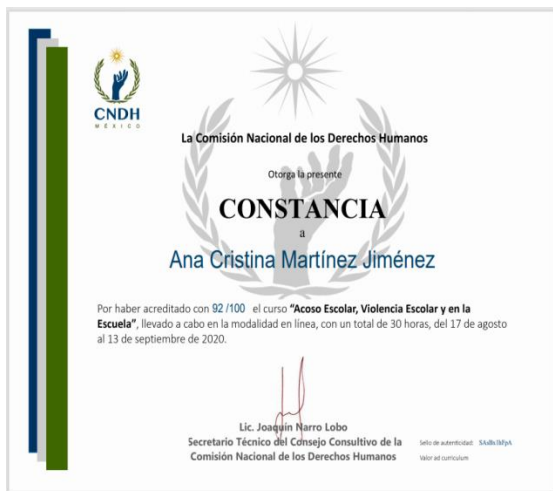 CNDH
MÉXICO
La Comisión Nacional de los Derechos Humanos
Otorga la presente
CONSTANCIA
a
Ana Cristina Martínez Jiménez
Por haber acreditado con 92 /100 el curso “Acoso Escolar, Violencia Escolar y en la
Escuela”, llevado a cabo en la modalidad en línea, con un total de 30 horas, del 17 de agosto
al 13 de septiembre de 2020.
Lic. Joaquín Narro Lobo
Secretario Técnico del Consejo Consultivo de la
Comisión Nacional de los Derechos Humanos
Sello de autenticidad:
Valor ad curriculum